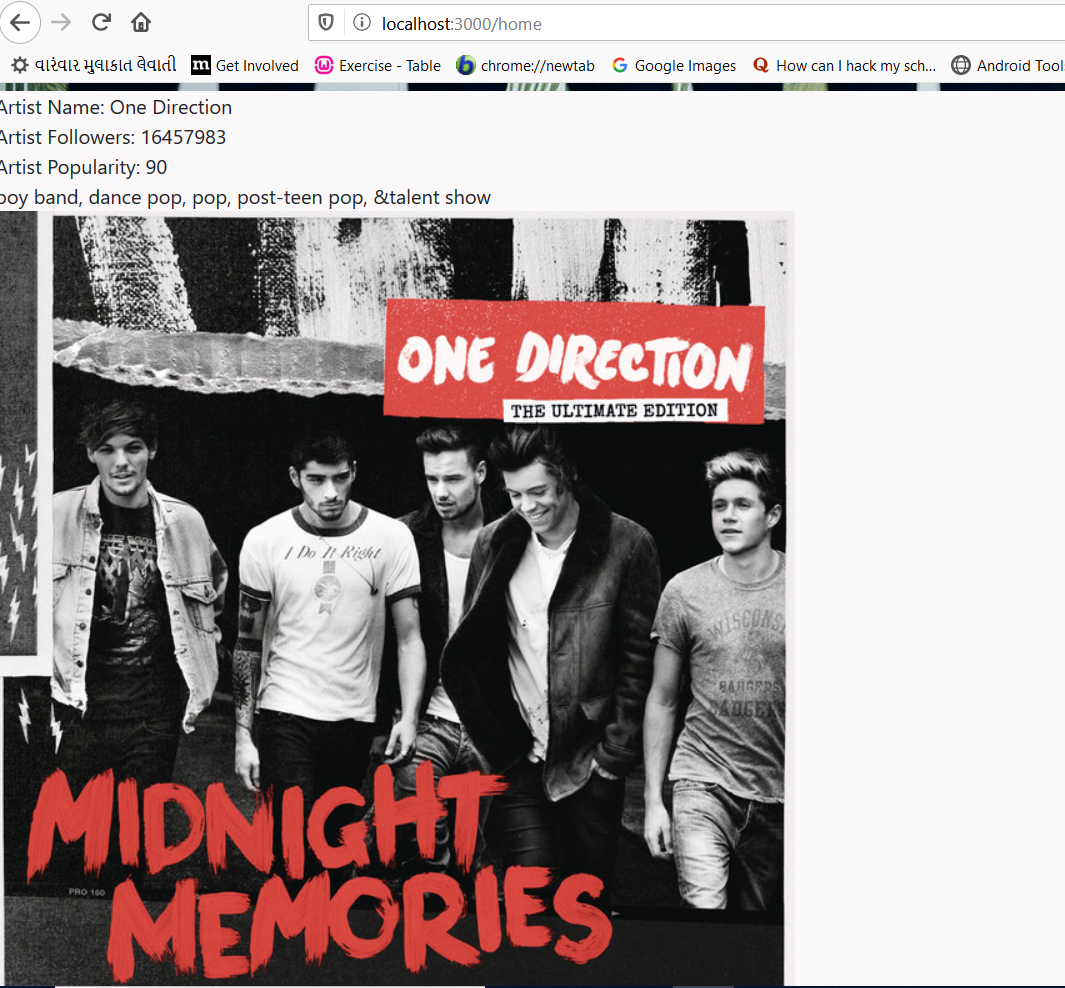 localhost:3000/home
વારંવાર મુલાકાત લેવાતી m Get Involved Exercise - Table chrome://newtab Google Images How can I hack my sch... Android Tool
Artist Name: One Direction
Artist Followers: 16457983
Artist Popularity: 90
boy band, dance pop, pop, post-teen pop, &talent show
ONE DIRECTION
THE ULTIMATE EDITION
I Do It Right
WISCONS
BADGERS
MIDNIGHT
PRO 160
MEMORIES